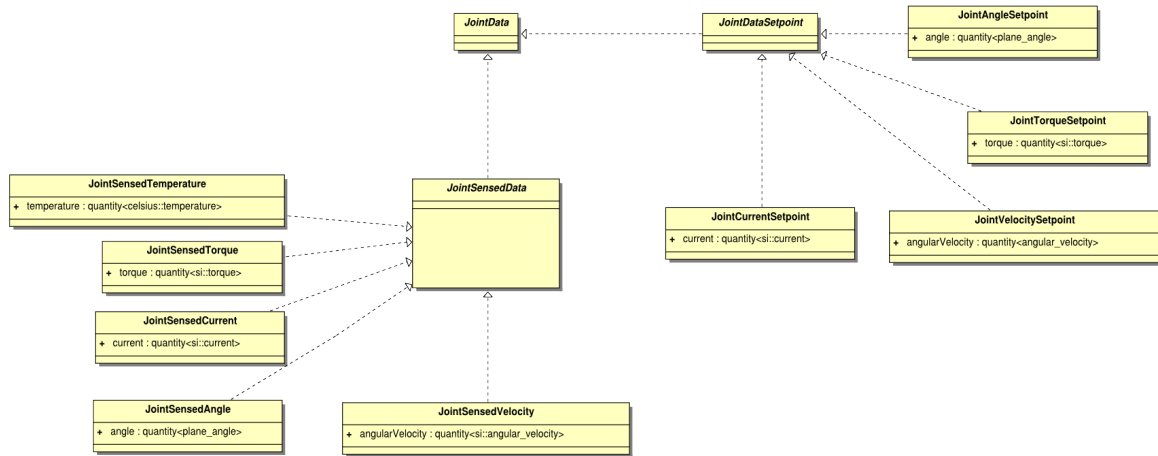 JointData
JointDataSetpoint
JointAngleSetpoint
+ angle : quantity<plane_angle>
JointTorqueSetpoint
+ torque : quantity<si::torque>
JointSensedTemperature
+ temperature : quantity<celsius::temperature>
JointSensedData
JointCurrentSetpoint
+ current : quantity<si::current>
JointVelocitySetpoint
+ angularVelocity : quantity<angular_velocity>
JointSensedTorque
+ torque : quantity<si::torque>
JointSensedCurrent
+ current : quantity<si::current>
JointSensedAngle
+ angle : quantity<plane_angle>
JointSensedVelocity
+ angularVelocity : quantity<si::angular_velocity>